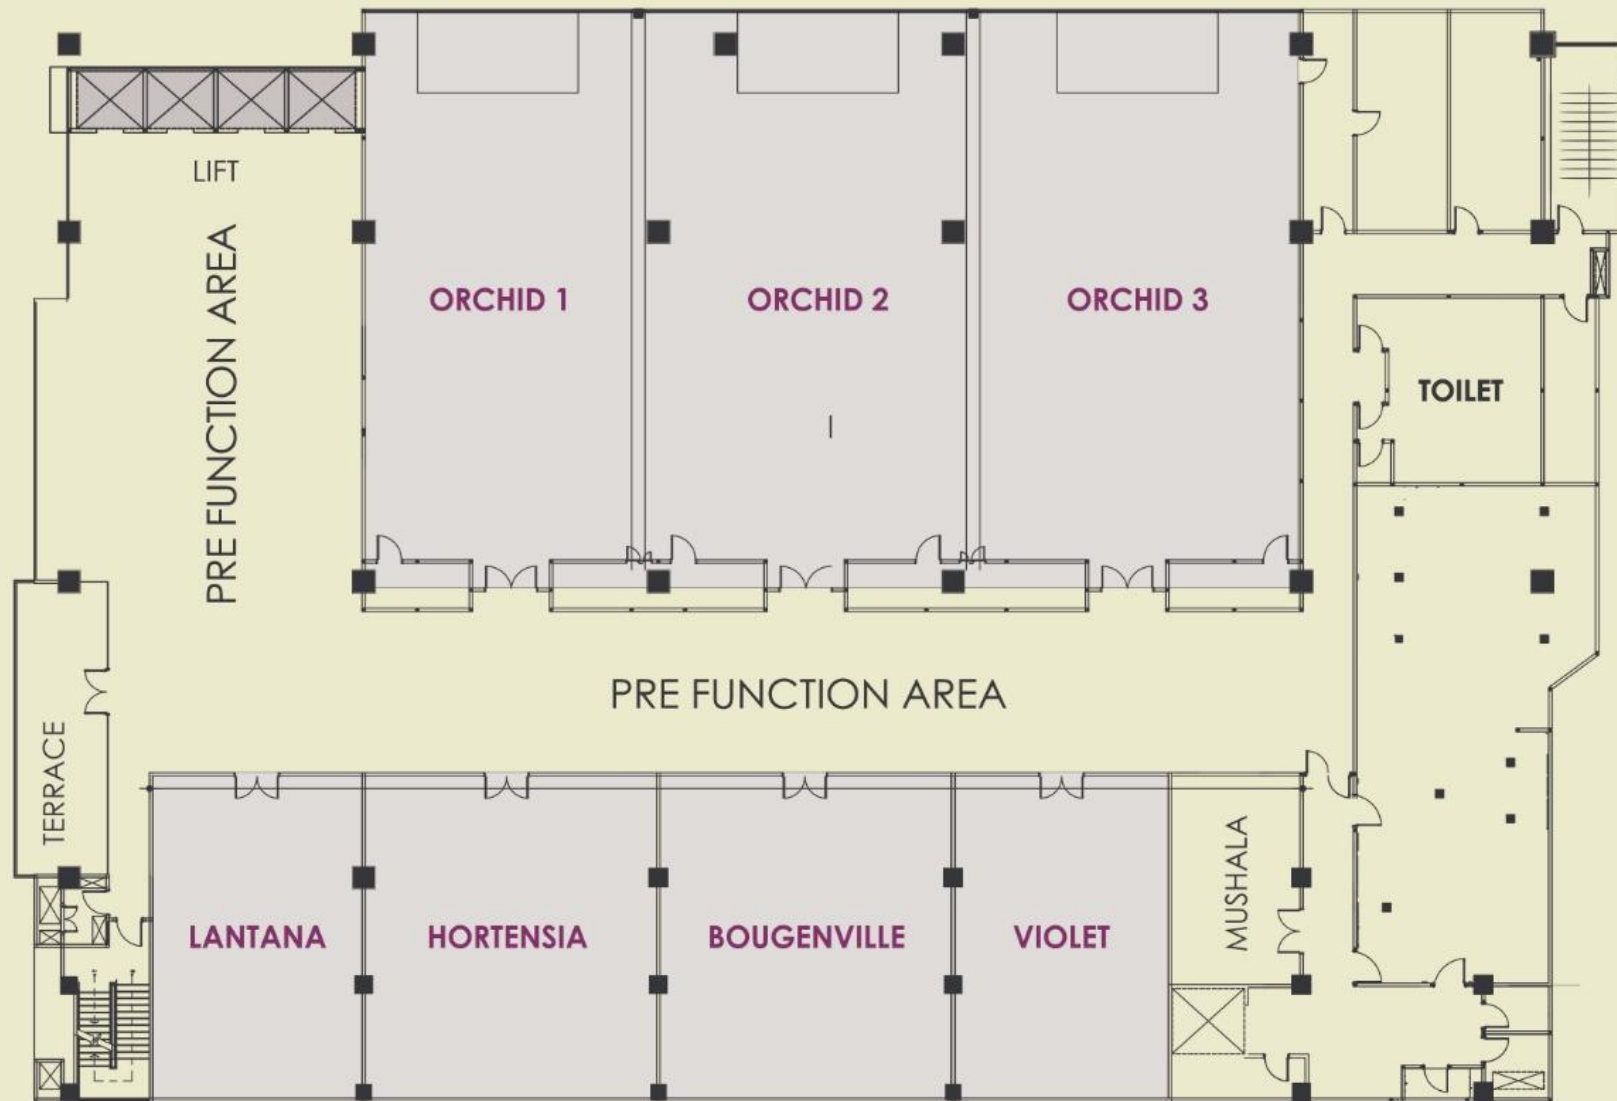 LIFT
PRE FUNCTION AREA
ORCHID 1
ORCHID 2
ORCHID 3
TOILET
PRE FUNCTION AREA
TERRACE
LANTANA
HORTENSIA
BOUGENVILLE
VIOLET
MUSHALA